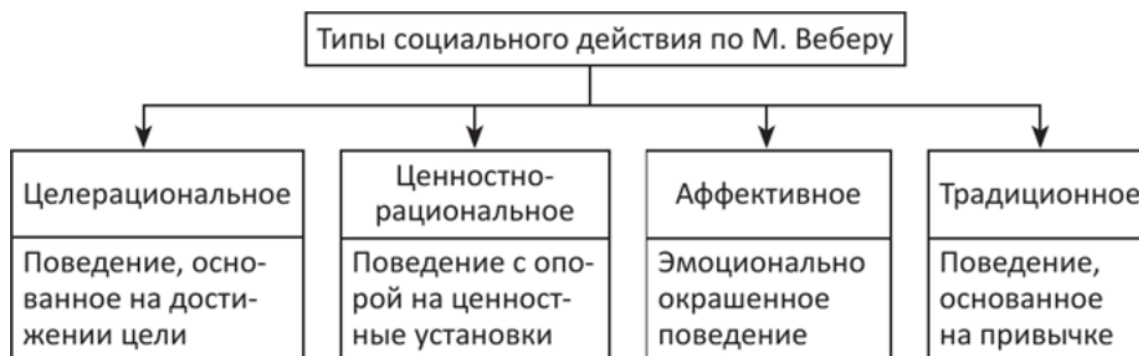 Типы социального действия по М. Веберу
Целерациональное
Поведение, осно-
ванное на дости-
жении цели
Ценностно-
рациональное
Поведение с опо-
рой на ценност-
ные установки
Аффективное
Эмоционально
окрашенное
поведение
Традиционное
Поведение,
основанное
на привычке